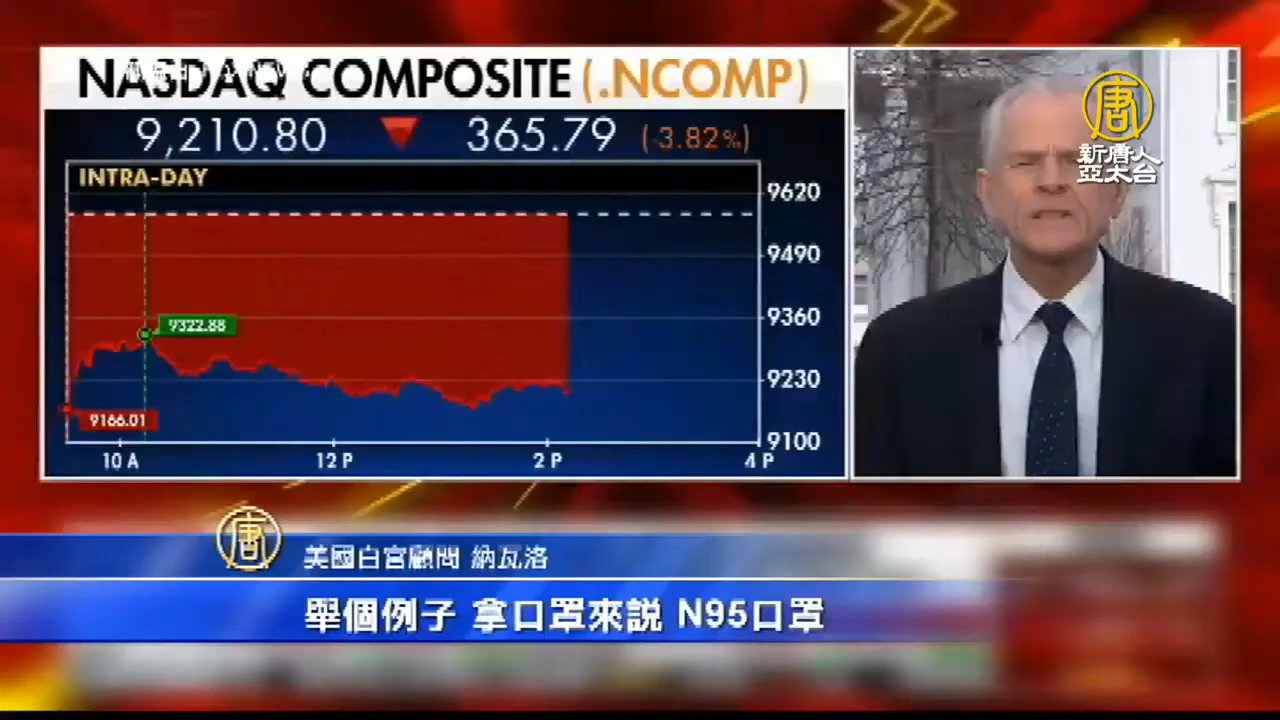 NASDAQ COMPOSITE (.NCOMP)
9,210.80 ▼ 365.79 (-3.82%)
INTRA-DAY
9620
9490
9360
9230
9100
9322.88
9166.01
10 A
12 P
2 P
4 P
唐
新唐人
亞太台
唐
美國白宮顧問 納瓦洛
舉個例子 拿口罩來說 N95口罩